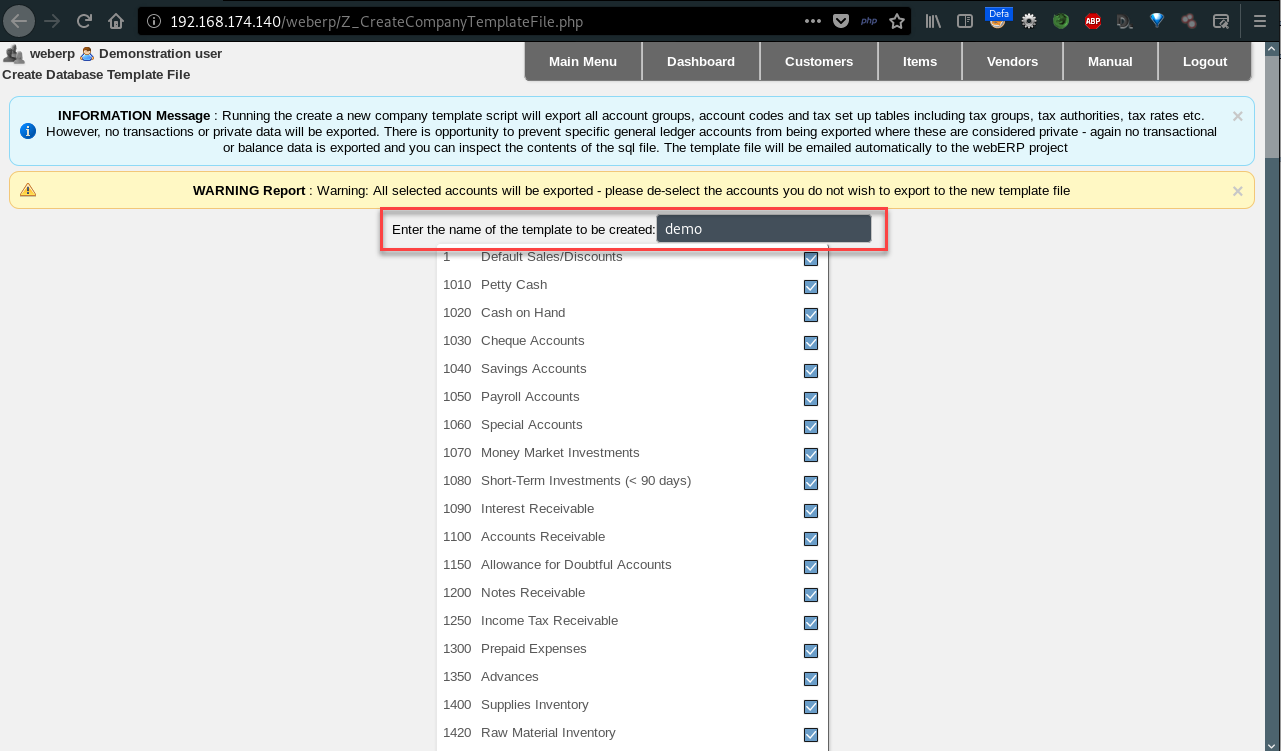 192.168.174.140/weberp/Z_CreateCompanyTemplateFile.php
php
Defa
ABP
weberp Demonstration user
Create Database Template File
Main Menu Dashboard Customers Items Vendors Manual Logout
INFORMATION Message : Running the create a new company template script will export all account groups, account codes and tax set up tables including tax groups, tax authorities, tax rates etc.
However, no transactions or private data will be exported. There is opportunity to prevent specific general ledger accounts from being exported where these are considered private - again no transactional
or balance data is exported and you can inspect the contents of the sql file. The template file will be emailed automatically to the webERP project
WARNING Report : Warning: All selected accounts will be exported - please de-select the accounts you do not wish to export to the new template file
Enter the name of the template to be created: demo
1 Default Sales/Discounts
1010 Petty Cash
1020 Cash on Hand
1030 Cheque Accounts
1040 Savings Accounts
1050 Payroll Accounts
1060 Special Accounts
1070 Money Market Investments
1080 Short-Term Investments (< 90 days)
1090 Interest Receivable
1100 Accounts Receivable
1150 Allowance for Doubtful Accounts
1200 Notes Receivable
1250 Income Tax Receivable
1300 Prepaid Expenses
1350 Advances
1400 Supplies Inventory
1420 Raw Material Inventory